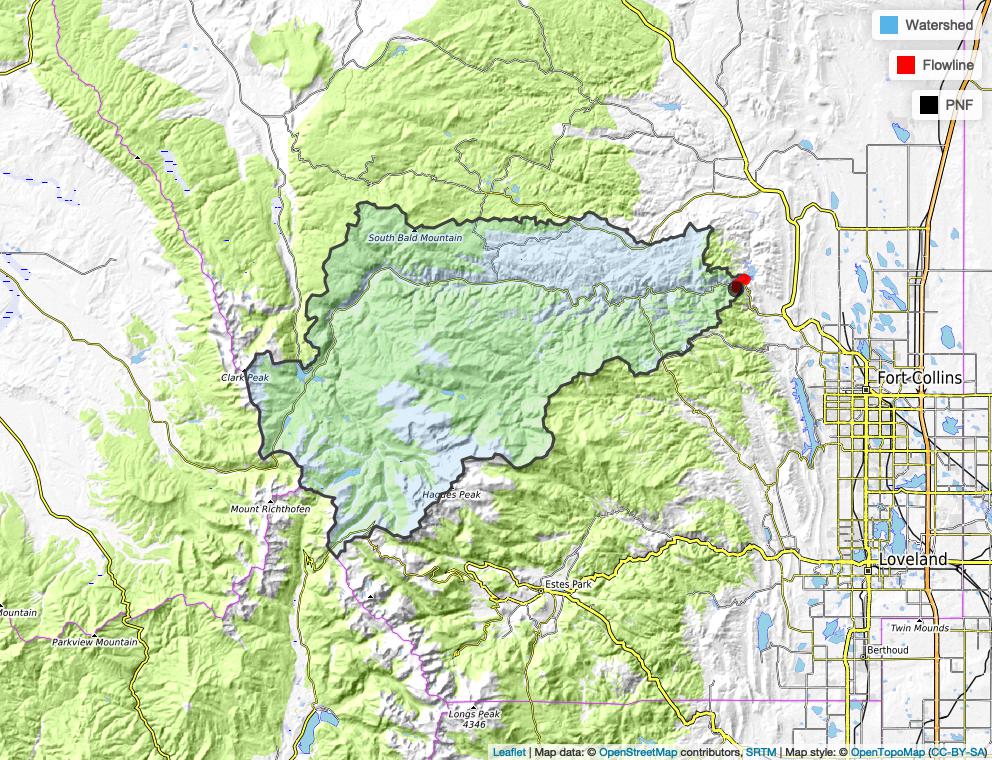 Watershed
Flowline
PNF
South Bald Mountain
Clark Peak
Fort Collins
Hagues Peak
Mount Richthofen
Loveland
Estes Park
Mountain
Parkview Mountain
Twin Mounds
Berthoud
Longs Peak
4346
Leaflet | Map data: © OpenStreetMap contributors, SRTM | Map style: © OpenTopoMap (CC-BY-SA)